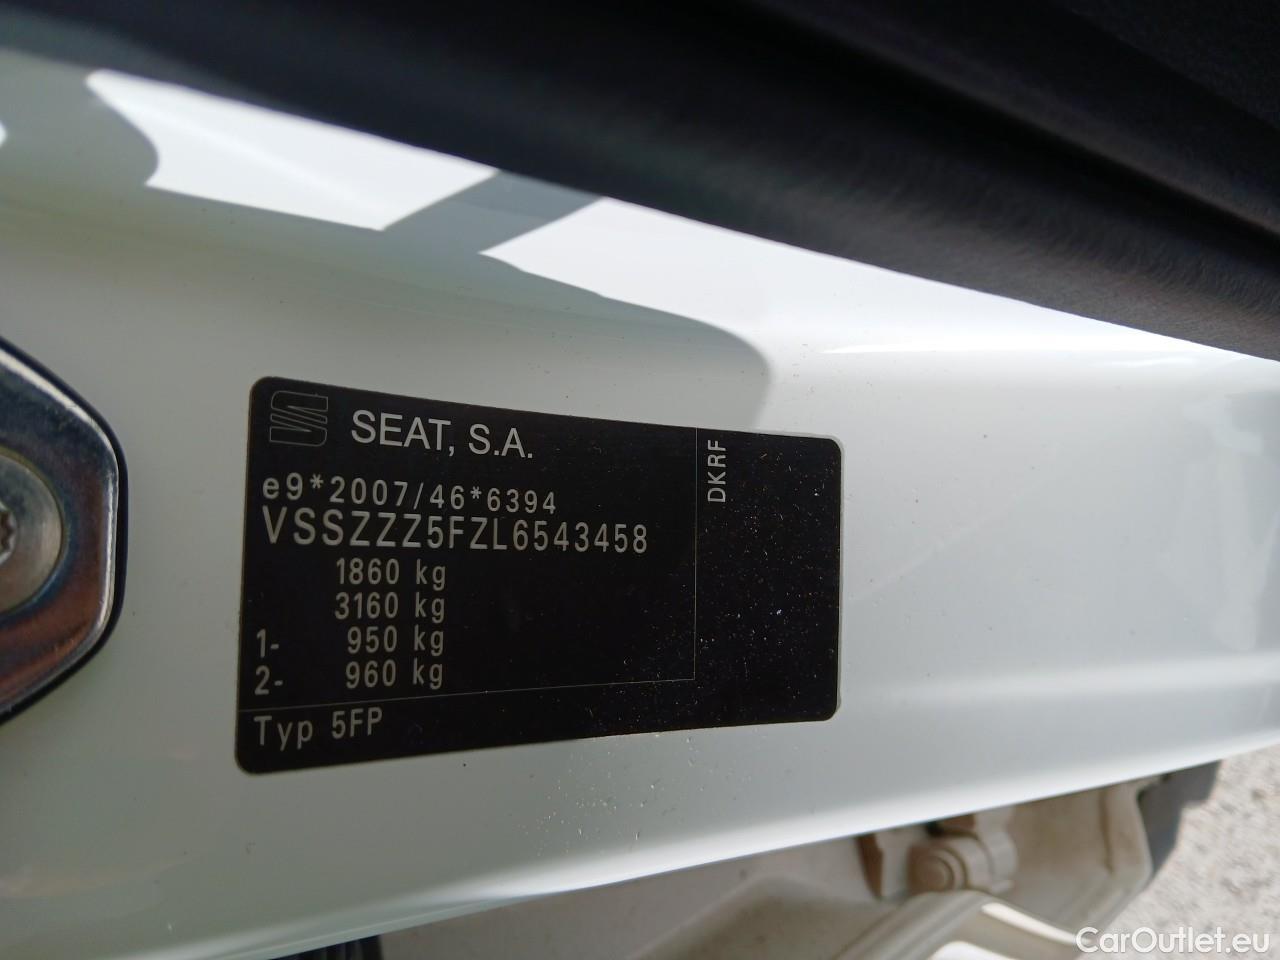 SEAT, S.A.
e9*2007/46*6394
VSSZZZ5FZL6543458
1860 kg
3160 kg
1- 950 kg
2- 960 kg
Typ 5FP
DKRF
CarOutlet.eu